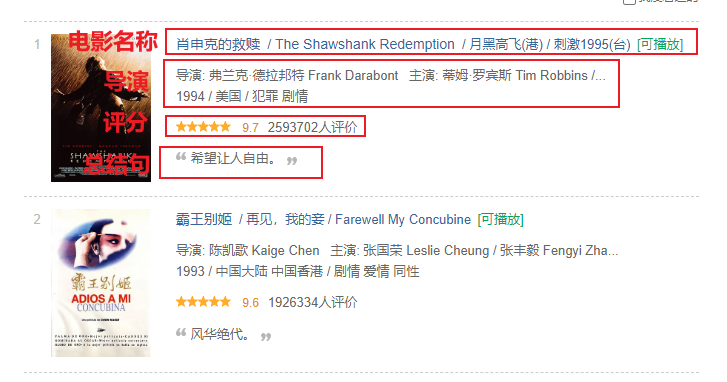 1
电影名称
肖申克的救赎 / The Shawshank Redemption / 月黑高飞(港) / 刺激1995(台) [可播放]
导演
导演: 弗兰克·德拉邦特 Frank Darabont 主演: 蒂姆·罗宾斯 Tim Robbins /...
1994 / 美国 / 犯罪 剧情
评分
9.7 2593702人评价
总结句
“ 希望让人自由。 ”
2
霸王别姬 / 再见，我的妾 / Farewell My Concubine [可播放]
导演: 陈凯歌 Kaige Chen 主演: 张国荣 Leslie Cheung / 张丰毅 Fengyi Zha...
1993 / 中国大陆 中国香港 / 剧情 爱情 同性
霸王别姬
ADIOS A MI
CONCUBINA
9.6 1926334人评价
“ 风华绝代。 ”